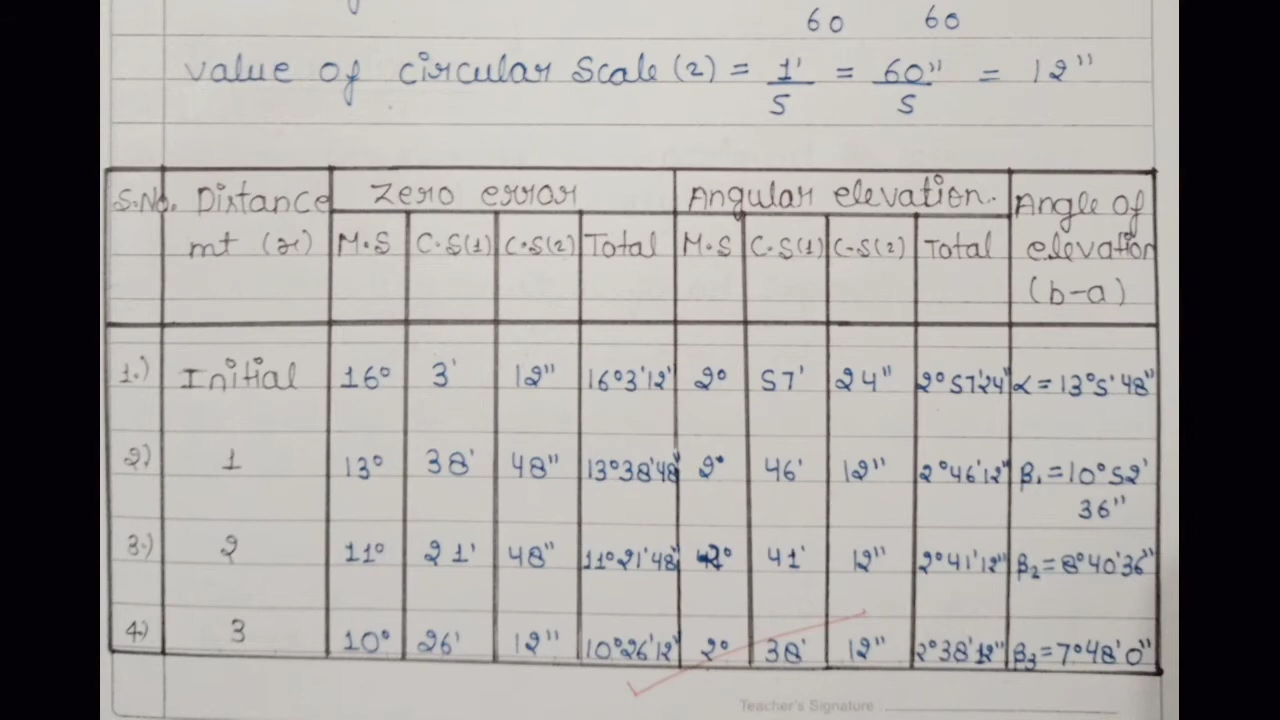 60 60
value of circular Scale (2) = 1'/5 = 60"/5 = 12"
S.No. Distance mt (x) Zero error Angular elevation. Angle of elevation (b-a)
M.S C.S(1) C.S(2) Total M.S C.S(1) C.S(2) Total
1.) Initial 16° 3' 12" 16°3'12" 2° 57' 24" 2°57'24" α = 13°5'48"
2) 1 13° 38' 48" 13°38'48" 2° 46' 12" 2°46'12" β₁ = 10°52'36"
3.) 2 11° 21' 48" 11°21'48" 2° 41' 12" 2°41'12" β₂ = 8°40'36"
4.) 3 10° 26' 12" 10°26'12" 2° 38' 12" 2°38'12" β₃ = 7°48'0"
Teacher's Signature